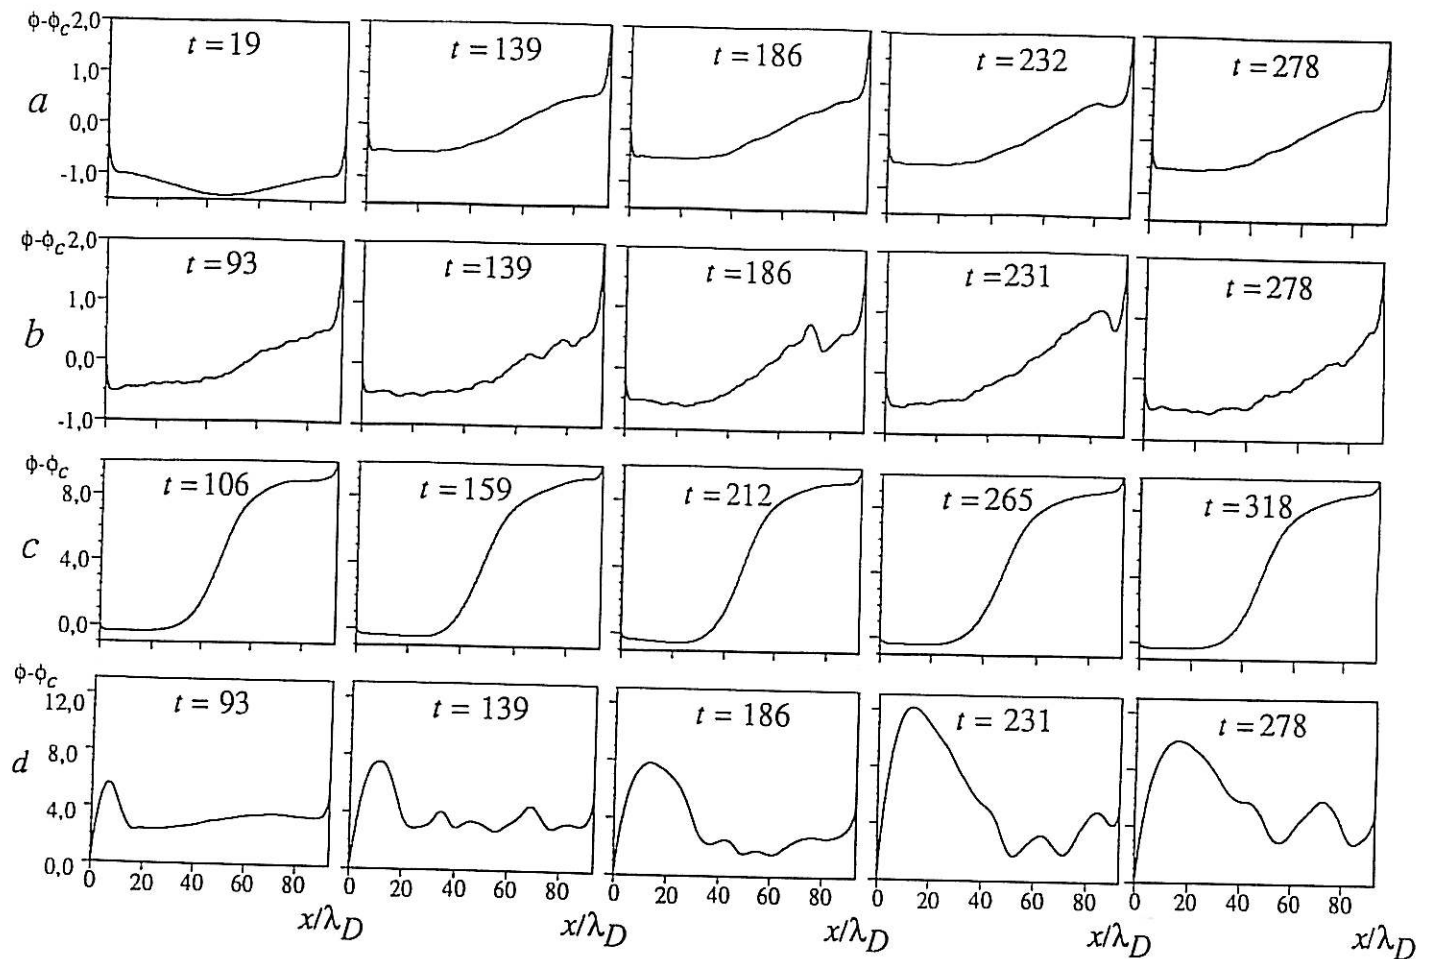 ϕ-ϕc 2,0
t = 19 t = 139 t = 186 t = 232 t = 278
1,0
a
0,0
-1,0
ϕ-ϕc 2,0
t = 93 t = 139 t = 186 t = 231 t = 278
1,0
b
0,0
-1,0
ϕ-ϕc
8,0 t = 106 t = 159 t = 212 t = 265 t = 318
c
4,0
0,0
ϕ-ϕc
12,0 t = 93 t = 139 t = 186 t = 231 t = 278
8,0
d
4,0
0,0
0 20 40 60 80 0 20 40 60 80 0 20 40 60 80 0 20 40 60 80 0 20 40 60 80
x/λD x/λD x/λD x/λD x/λD